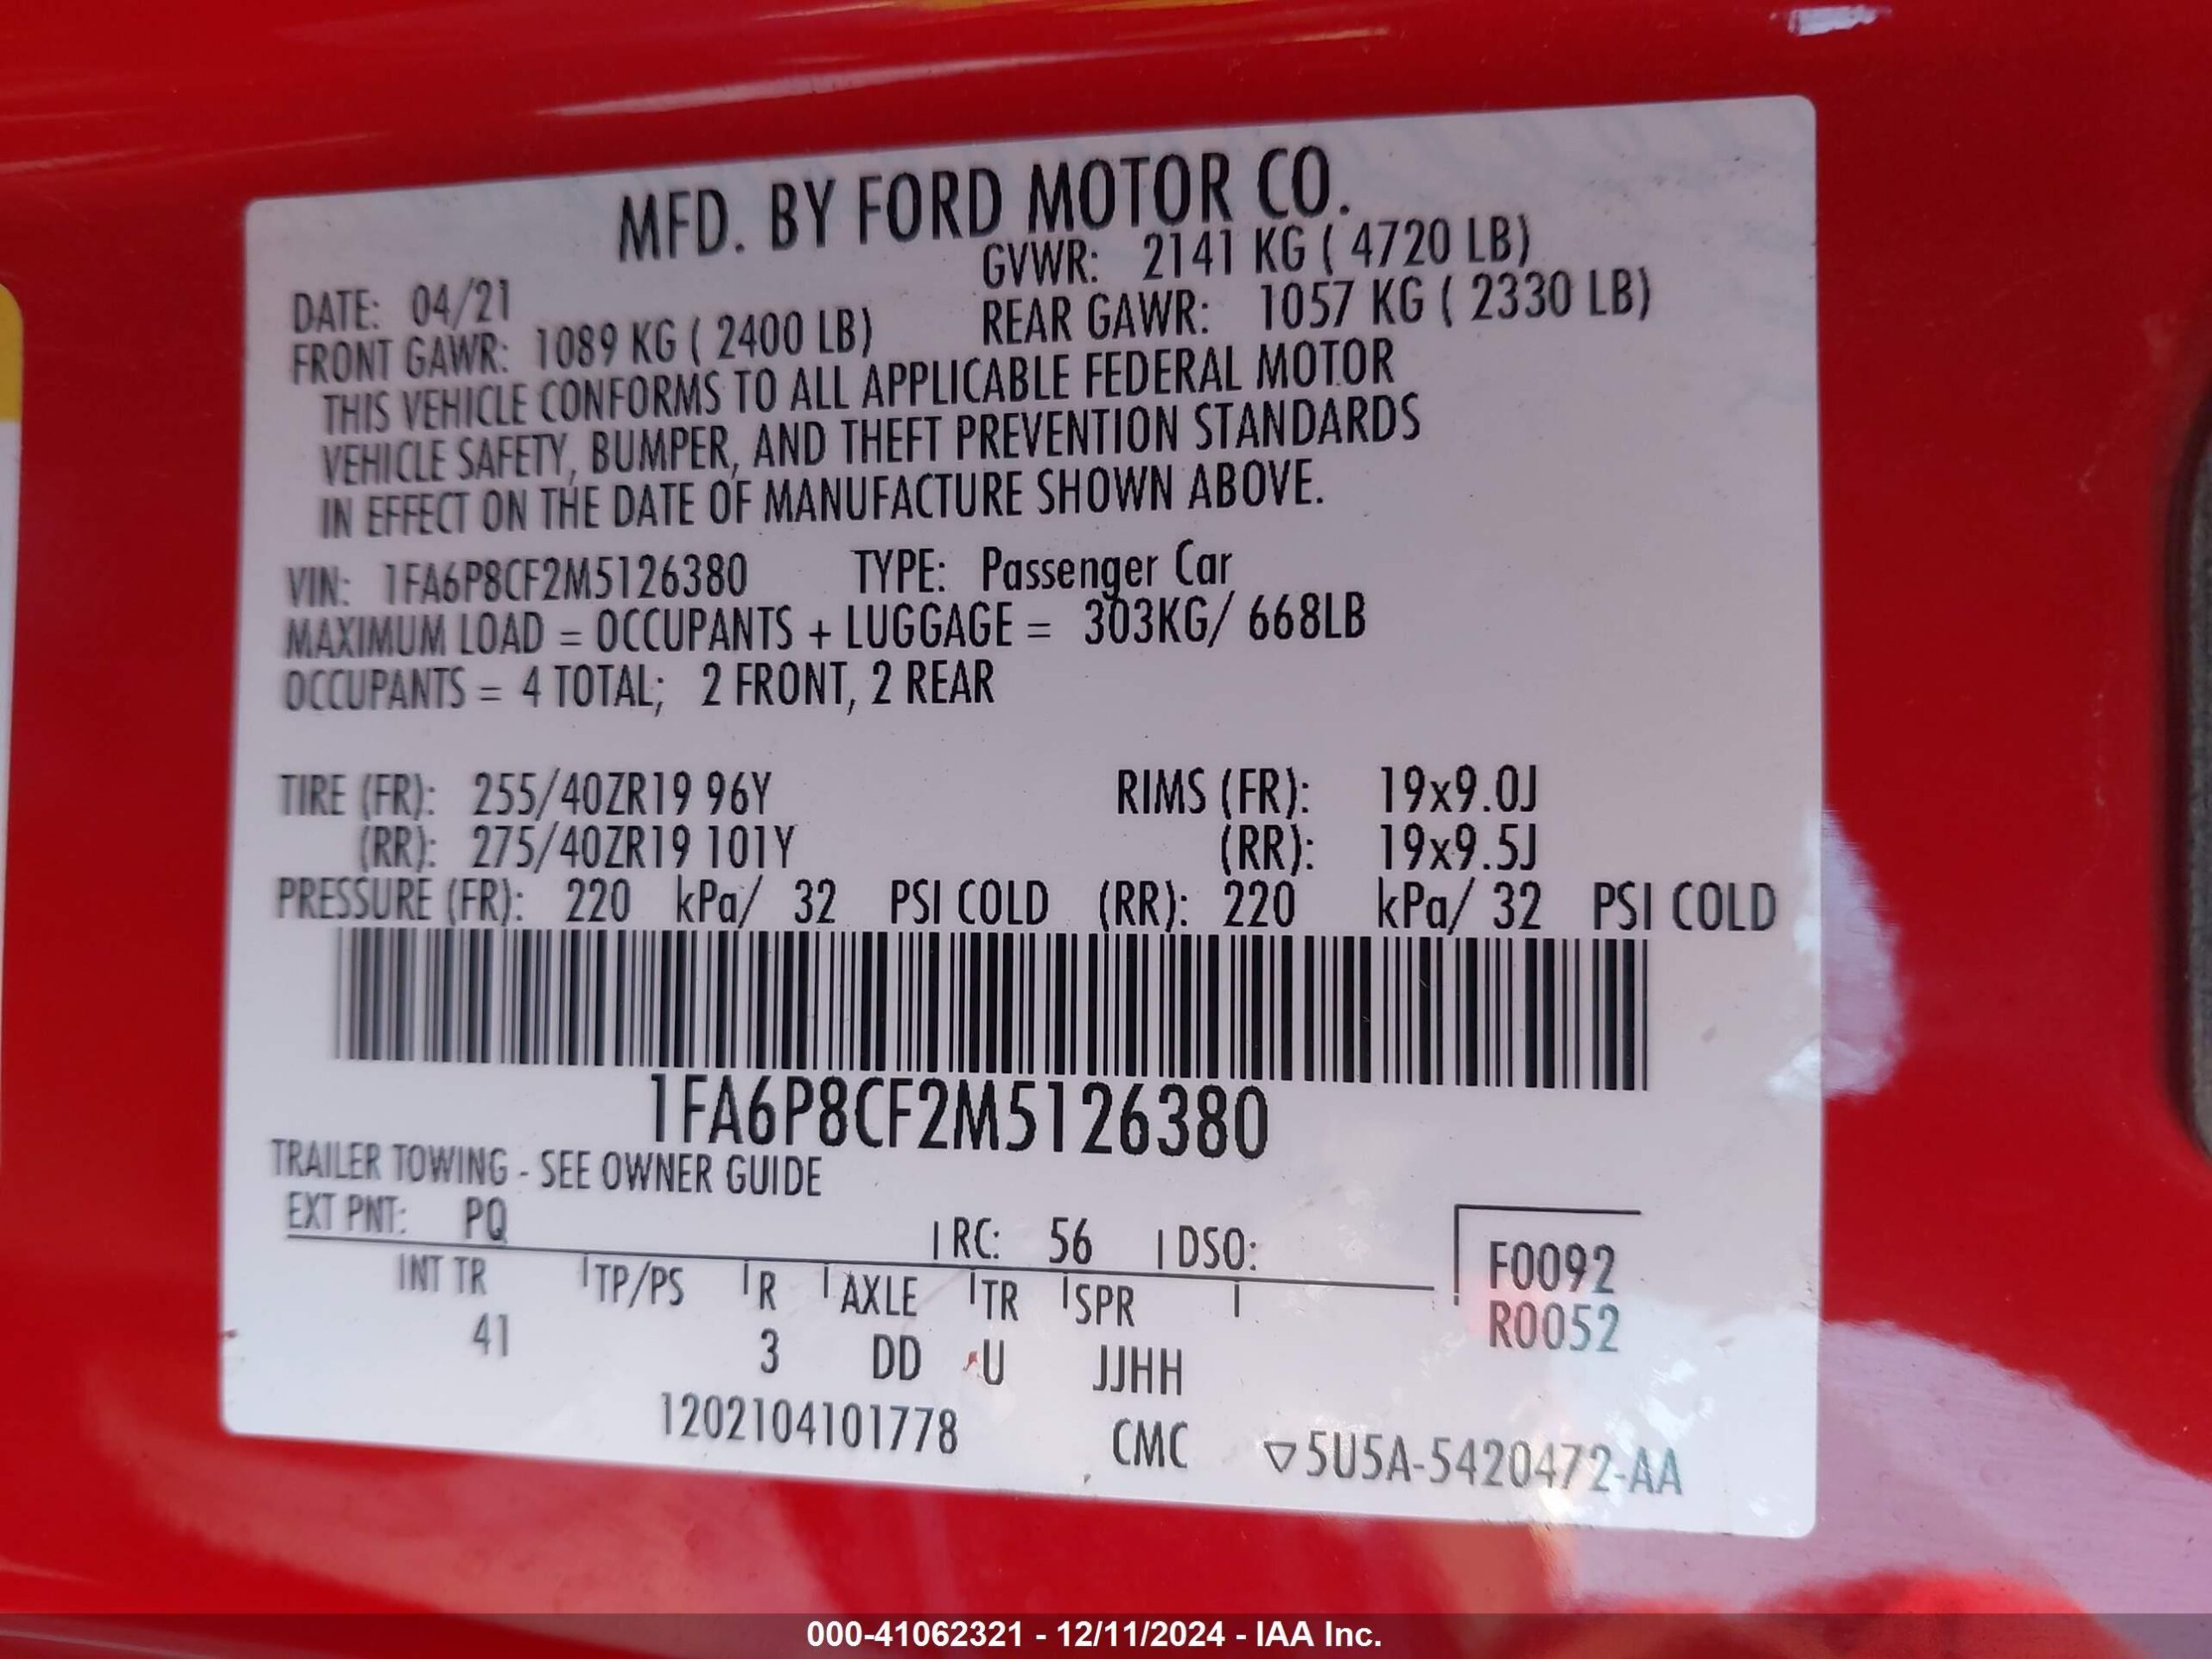 MFD. BY FORD MOTOR CO.
DATE: 04/21 GVWR: 2141 KG ( 4720 LB)
FRONT GAWR: 1089 KG ( 2400 LB) REAR GAWR: 1057 KG ( 2330 LB)
THIS VEHICLE CONFORMS TO ALL APPLICABLE FEDERAL MOTOR
VEHICLE SAFETY, BUMPER, AND THEFT PREVENTION STANDARDS
IN EFFECT ON THE DATE OF MANUFACTURE SHOWN ABOVE.
VIN: 1FA6P8CF2M5126380 TYPE: Passenger Car
MAXIMUM LOAD = OCCUPANTS + LUGGAGE = 303KG/ 668LB
OCCUPANTS = 4 TOTAL; 2 FRONT, 2 REAR
TIRE (FR): 255/40ZR19 96Y RIMS (FR): 19x9.0J
(RR): 275/40ZR19 101Y (RR): 19x9.5J
PRESSURE (FR): 220 kPa/ 32 PSI COLD (RR): 220 kPa/ 32 PSI COLD
1FA6P8CF2M5126380
TRAILER TOWING - SEE OWNER GUIDE
EXT PNT: PQ RC: 56 DSO: F0092
INT TR TP/PS R AXLE TR SPR R0052
41 3 DD U JJHH
1202104101778 CMC ▽5U5A-5420472-AA
000-41062321 - 12/11/2024 - IAA Inc.